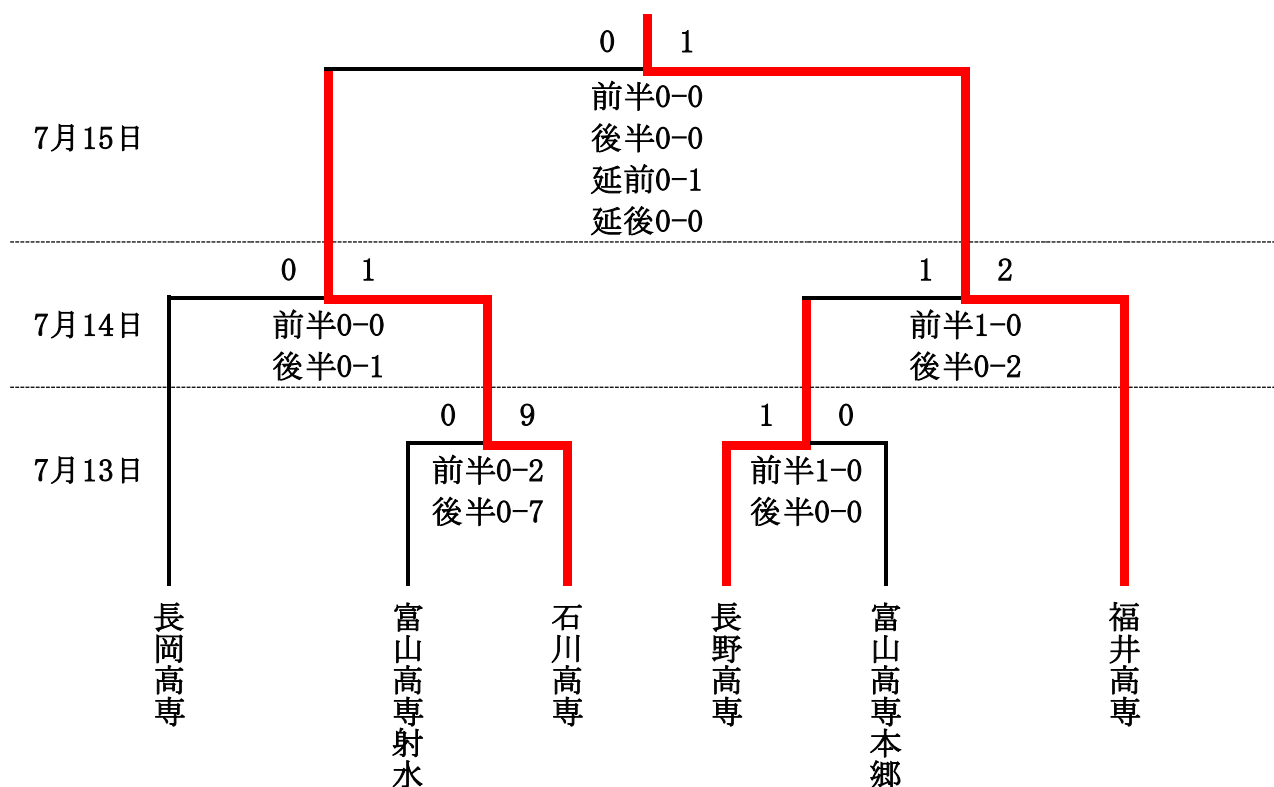 0 1
前半0-0
後半0-0
延前0-1
延後0-0
7月15日
0 1
1 2
7月14日
前半0-0
後半0-1
前半1-0
後半0-2
0 9
1 0
7月13日
前半0-2
後半0-7
前半1-0
後半0-0
長岡高専
富山高専射水
石川高専
長野高専
富山高専本郷
福井高専